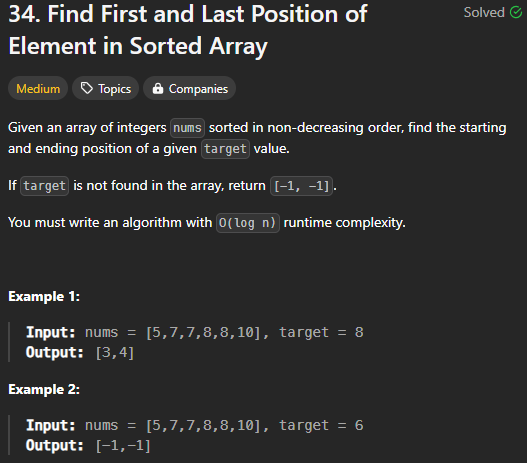 34. Find First and Last Position of
Solved
Element in Sorted Array
Medium Topics Companies
Given an array of integers nums sorted in non-decreasing order, find the starting
and ending position of a given target value.
If target is not found in the array, return [-1, -1].
You must write an algorithm with O(log n) runtime complexity.
Example 1:
Input: nums = [5,7,7,8,8,10], target = 8
Output: [3,4]
Example 2:
Input: nums = [5,7,7,8,8,10], target = 6
Output: [-1,-1]